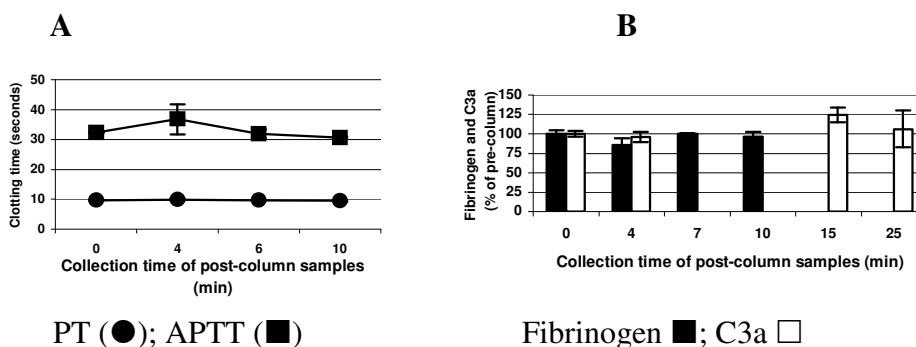 A
B
Clotting time (seconds)
50
40
30
20
10
0
0 4 6 10
Collection time of post-column samples
(min)
PT (●); APTT (■)
Fibrinogen and C3a
(% of pre-column)
150
125
100
75
50
25
0
0 4 7 10 15 25
Collection time of post-column samples (min)
Fibrinogen ■; C3a □